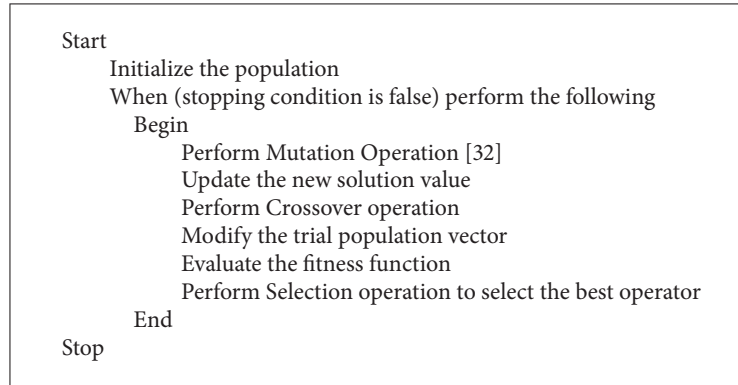 Start
Initialize the population
When (stopping condition is false) perform the following
Begin
Perform Mutation Operation [32]
Update the new solution value
Perform Crossover operation
Modify the trial population vector
Evaluate the fitness function
Perform Selection operation to select the best operator
End
Stop